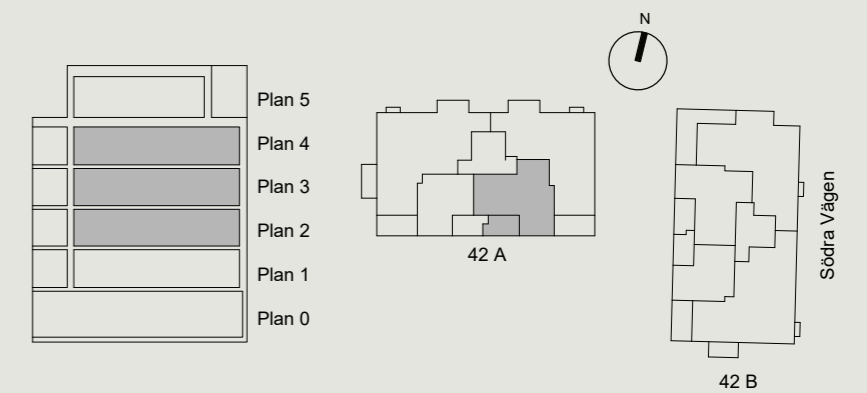 N
Plan 5
Plan 4
Plan 3
Plan 2
Plan 1
Plan 0
42 A
Södra Vägen
42 B